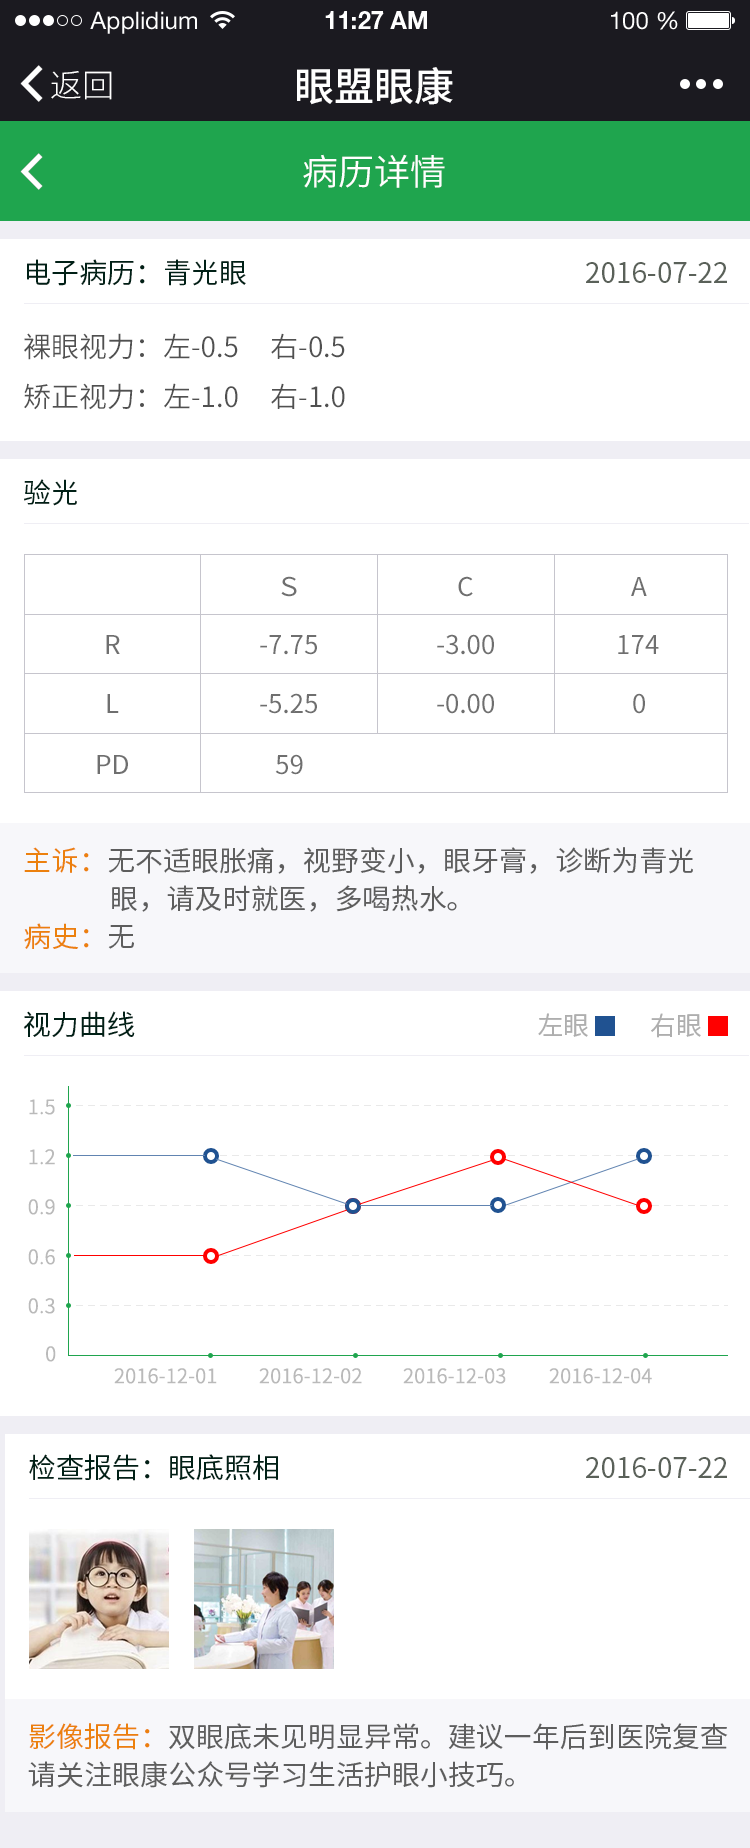 Applidium 11:27 AM 100 %
返回 眼盟眼康
病历详情
电子病历：青光眼 2016-07-22
裸眼视力：左-0.5 右-0.5
矫正视力：左-1.0 右-1.0
验光
S C A
R -7.75 -3.00 174
L -5.25 -0.00 0
PD 59
主诉：无不适眼胀痛，视野变小，眼牙膏，诊断为青光
眼，请及时就医，多喝热水。
病史：无
视力曲线 左眼 右眼
1.5
1.2
0.9
0.6
0.3
0
2016-12-01 2016-12-02 2016-12-03 2016-12-04
检查报告：眼底照相 2016-07-22
影像报告：双眼底未见明显异常。建议一年后到医院复查
请关注眼康公众号学习生活护眼小技巧。